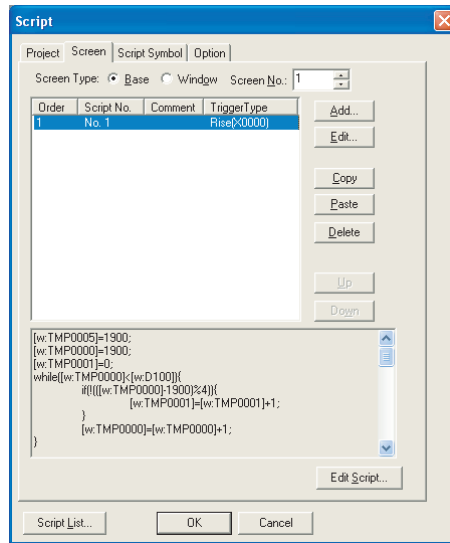 Script
Project Screen Script Symbol Option
Screen Type: Base Window Screen No.: 1
Order Script No. Comment TriggerType
1 No. 1 Rise(X0000)
Add...
Edit...
Copy
Paste
Delete
Up
Down
[w:TMP0005]=1900;
[w:TMP0000]=1900;
[w:TMP0001]=0;
while([w:TMP0000]<[w:D100]){
if(!(([w:TMP0000]-1900)%4)){
[w:TMP0001]=[w:TMP0001]+1;
}
[w:TMP0000]=[w:TMP0000]+1;
}
Edit Script...
Script List... OK Cancel